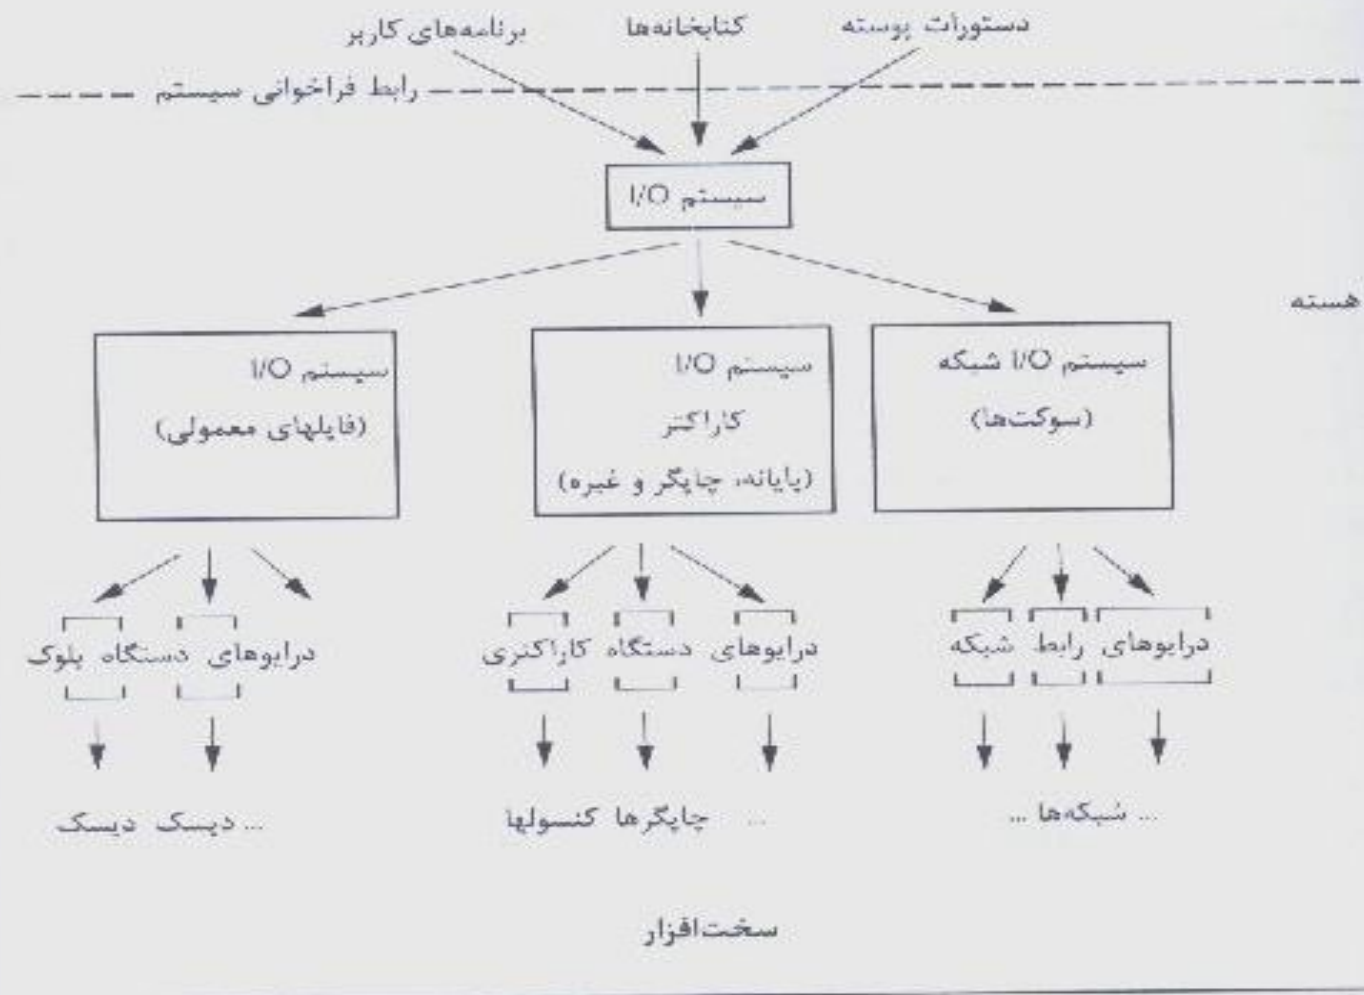 دستورات پوسته
کتابخانه‌ها
برنامه‌های کاربر
رابط فراخوانی سیستم
سیستم I/O
هسته
سیستم I/O شبکه
(سوکت‌ها)
سیستم I/O
کاراکتر
(پایانه، چاپگر و غیره)
سیستم I/O
(فایلهای معمولی)
درایوهای رابط شبکه
درایوهای دستگاه کاراکتری
درایوهای دستگاه بلوک
... شبکه‌ها ...
... چاپگرها کنسولها
... دیسک دیسک
سخت‌افزار